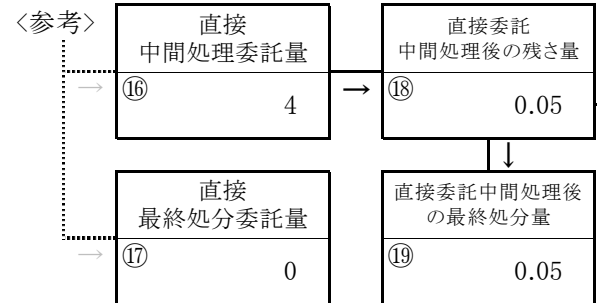 〈参考〉
直接
中間処理委託量
⑯
4
→
→
直接委託
中間処理後の残さ量
⑱
0.05
↓
直接
最終処分委託量
→
⑰
0
直接委託中間処理後
の最終処分量
⑲
0.05